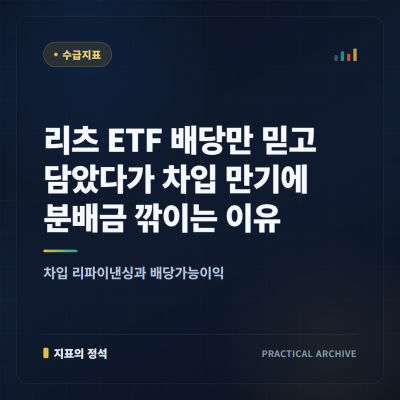 수급지표
리츠 ETF 배당만 믿고
담았다가 차입 만기에
분배금 깎이는 이유
차입 리파이낸싱과 배당가능이익
지표의 정석
PRACTICAL ARCHIVE